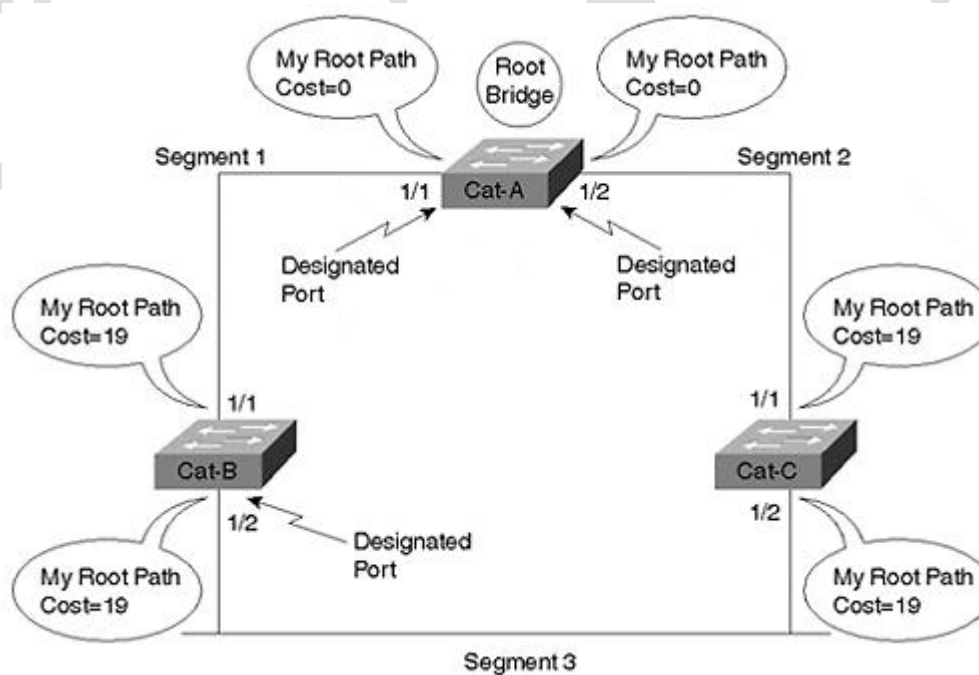 My Root Path
Cost=0
Root
Bridge
My Root Path
Cost=0
Segment 1
Segment 2
1/1
Cat-A
1/2
Designated
Port
Designated
Port
My Root Path
Cost=19
My Root Path
Cost=19
1/1
1/1
Cat-B
Cat-C
1/2
1/2
Designated
Port
My Root Path
Cost=19
My Root Path
Cost=19
Segment 3